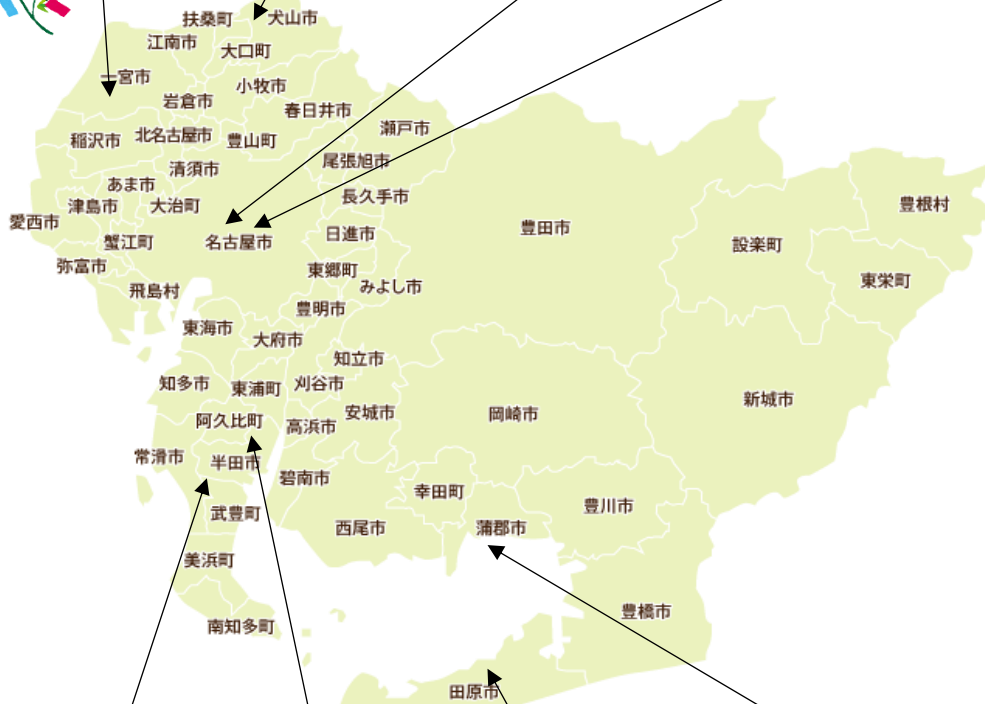 扶桑町
犬山市
江南市
大口町
一宮市
小牧市
岩倉市
春日井市
瀬戸市
稲沢市
北名古屋市
豊山町
尾張旭市
清須市
あま市
長久手市
津島市
大治町
豊根村
愛西市
豊田市
日進市
蟹江町
名古屋市
設楽町
弥富市
東郷町
東栄町
みよし市
飛島村
豊明市
東海市
大府市
知立市
知多市
東浦町
刈谷市
新城市
安城市
岡崎市
阿久比町
高浜市
常滑市
半田市
碧南市
幸田町
豊川市
武豊町
西尾市
蒲郡市
美浜町
豊橋市
南知多町
田原市